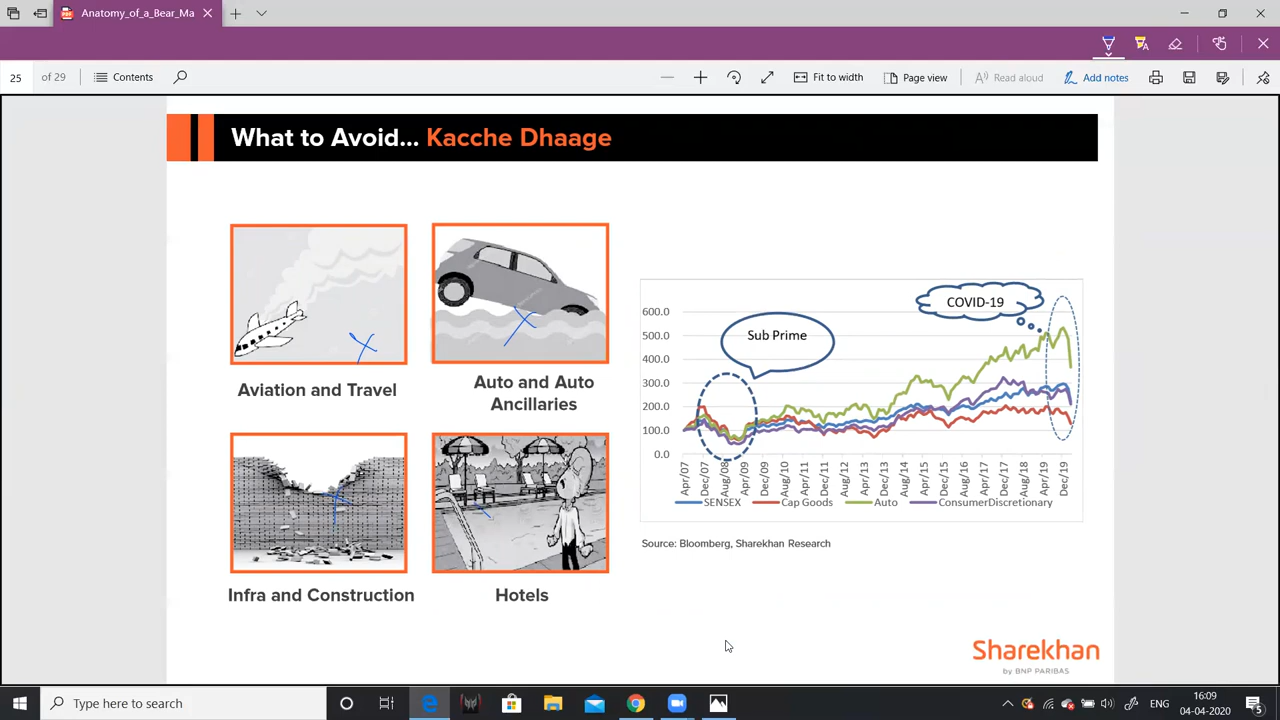 Anatomy_of_a_Bear_Ma
25 of 29 Contents Fit to width Page view Read aloud Add notes
What to Avoid... Kacche Dhaage
Aviation and Travel
Auto and Auto
Ancillaries
Infra and Construction
Hotels
COVID-19
Sub Prime
600.0
500.0
400.0
300.0
200.0
100.0
0.0
Apr/07 Dec/07 Aug/08 Apr/09 Dec/09 Aug/10 Apr/11 Dec/11 Aug/12 Apr/13 Dec/13 Aug/14 Apr/15 Dec/15 Aug/16 Apr/17 Dec/17 Aug/18 Apr/19 Dec/19
SENSEX Cap Goods Auto ConsumerDiscretionary
Source: Bloomberg, Sharekhan Research
Sharekhan
by BNP PARIBAS
Type here to search
ENG
16:09
04-04-2020
5